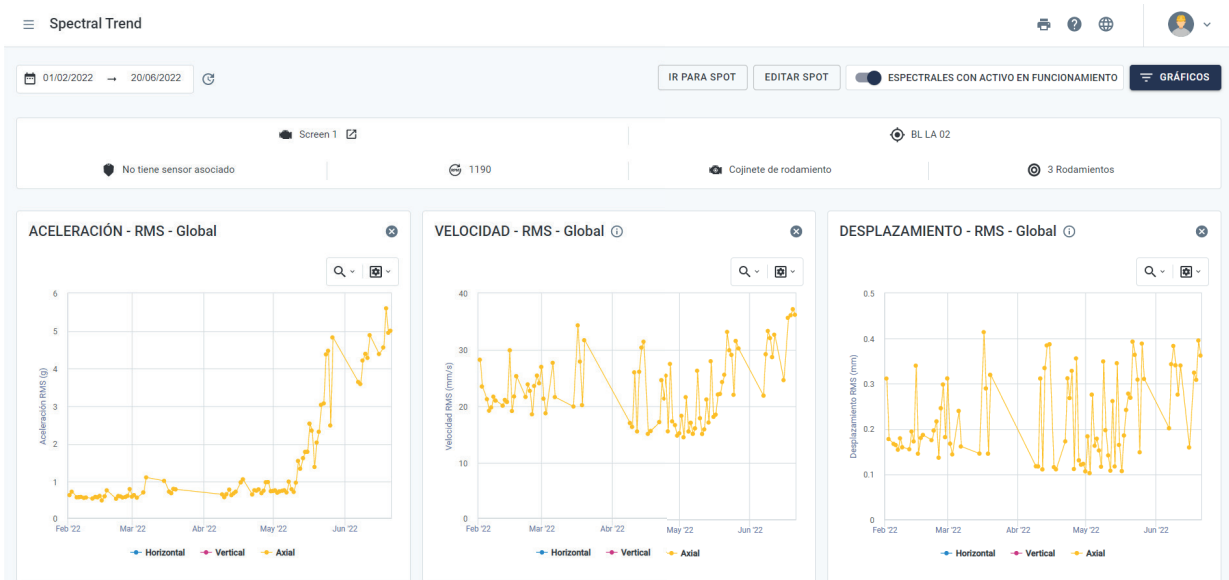 Spectral Trend
01/02/2022 → 20/06/2022
IR PARA SPOT
EDITAR SPOT
ESPECTRALES CON ACTIVO EN FUNCIONAMIENTO
GRÁFICOS
Screen 1
BL LA 02
No tiene sensor asociado
RPM
1190
Cojinete de rodamiento
3 Rodamientos
ACELERACIÓN - RMS - Global
Aceleración RMS (g)
6
5
4
3
2
1
0
Feb '22 Mar '22 Abr '22 May '22 Jun '22
Horizontal Vertical Axial
VELOCIDAD - RMS - Global
Velocidad RMS (mm/s)
40
30
20
10
0
Feb '22 Mar '22 Abr '22 May '22 Jun '22
Horizontal Vertical Axial
DESPLAZAMIENTO - RMS - Global
Desplazamiento RMS (mm)
0.5
0.4
0.3
0.2
0.1
0
Feb '22 Mar '22 Abr '22 May '22 Jun '22
Horizontal Vertical Axial